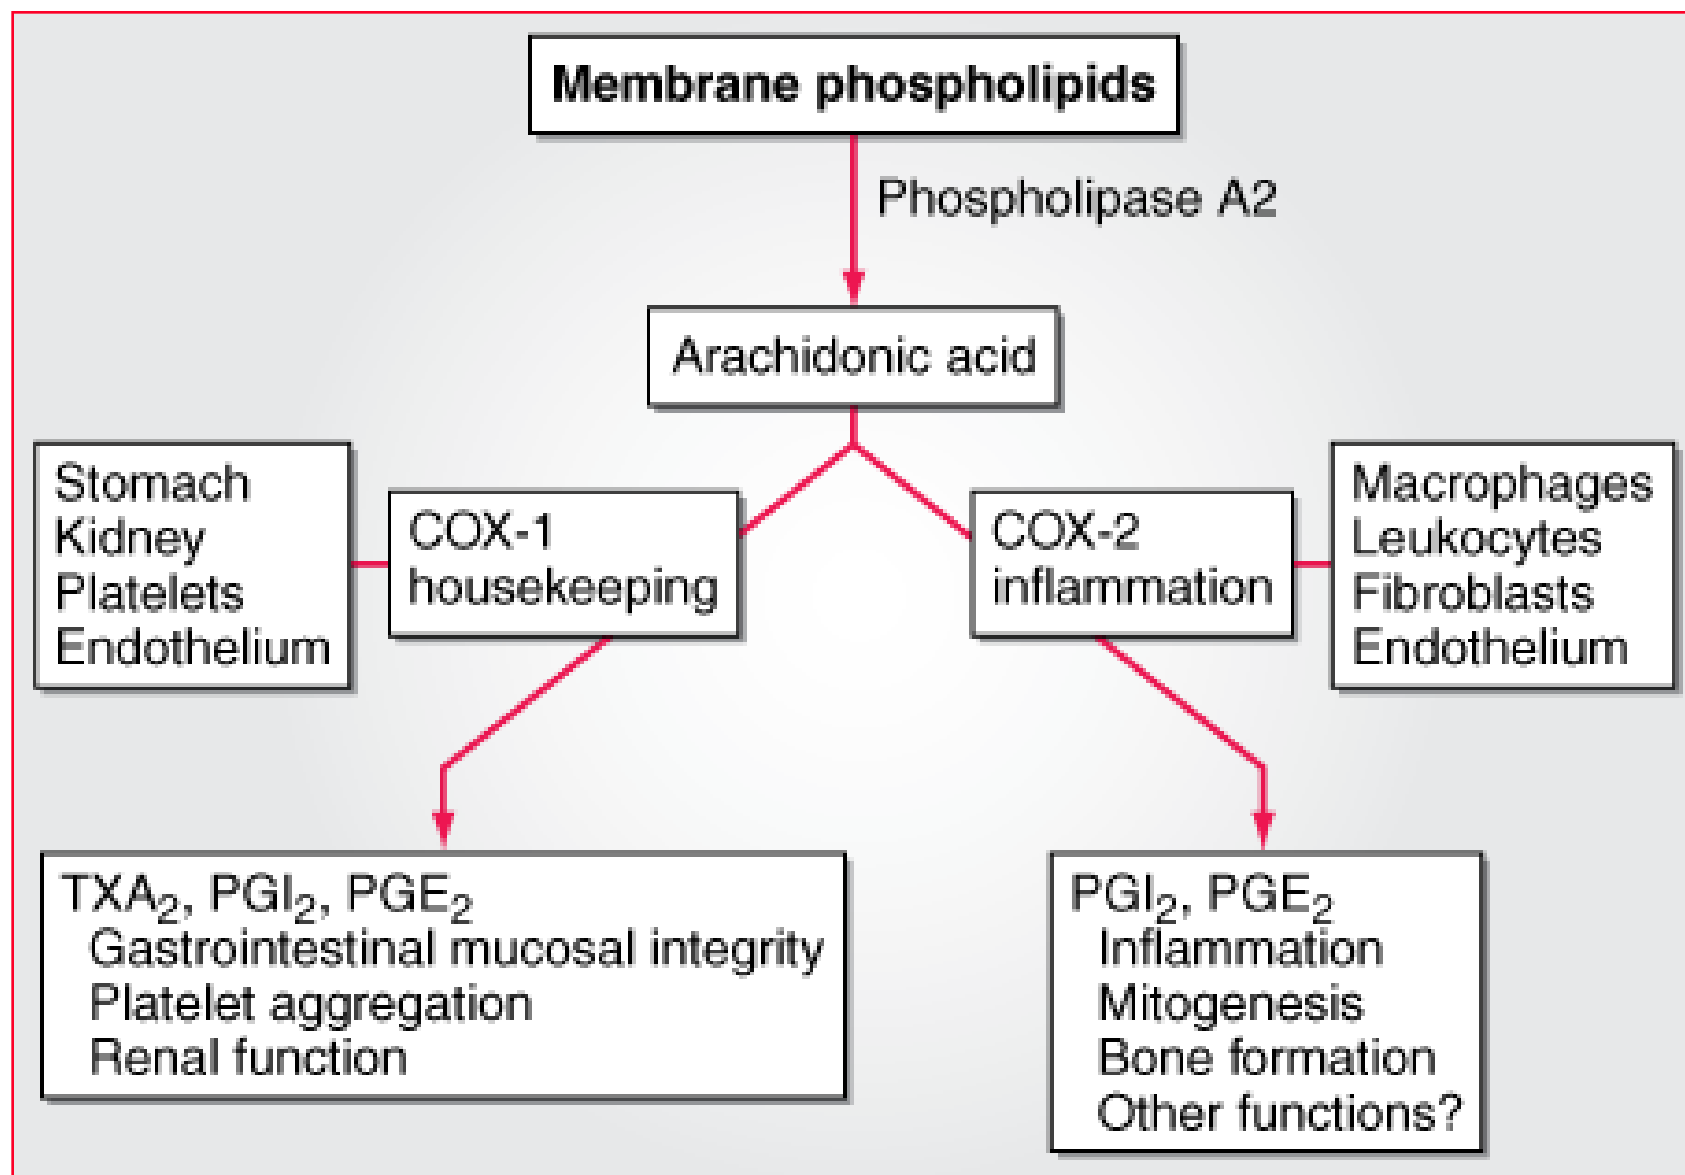 Membrane phospholipids
Phospholipase A2
Arachidonic acid
Stomach
Kidney
Platelets
Endothelium
COX-1
housekeeping
COX-2
inflammation
Macrophages
Leukocytes
Fibroblasts
Endothelium
TXA₂, PGI₂, PGE₂
Gastrointestinal mucosal integrity
Platelet aggregation
Renal function
PGI₂, PGE₂
Inflammation
Mitogenesis
Bone formation
Other functions?